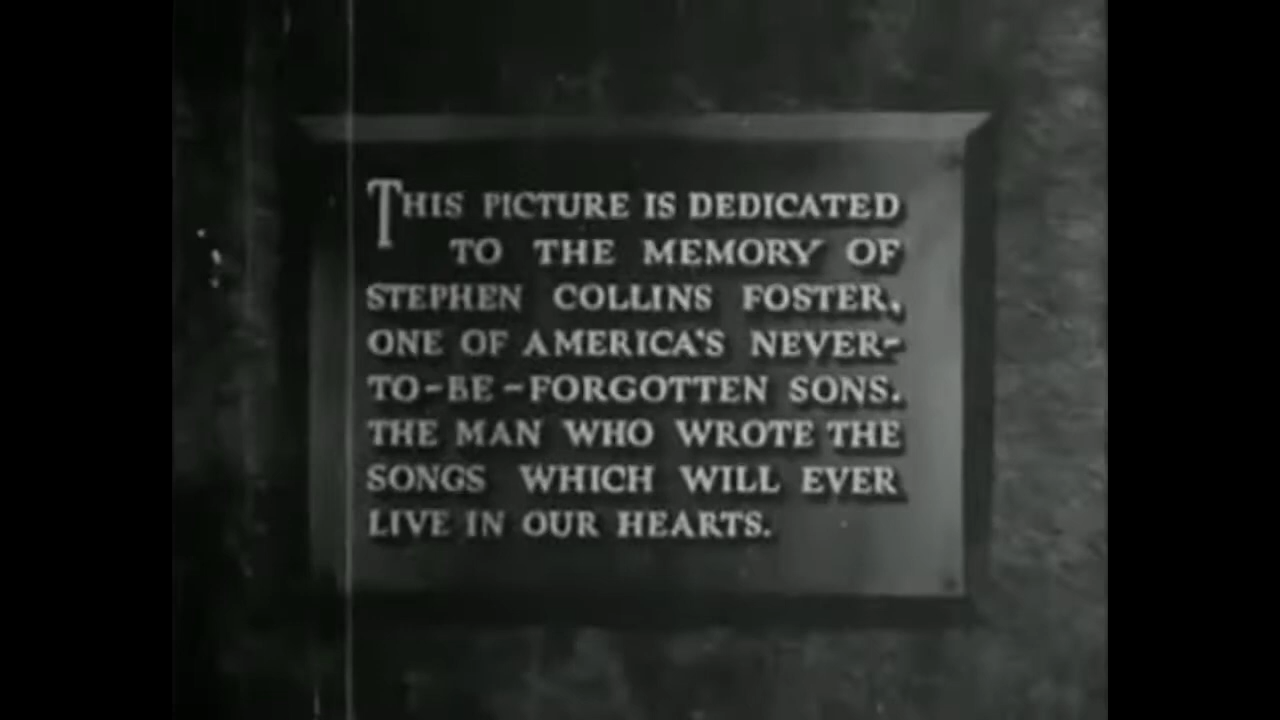 THIS PICTURE IS DEDICATED
TO THE MEMORY OF
STEPHEN COLLINS FOSTER,
ONE OF AMERICA'S NEVER-
TO-BE-FORGOTTEN SONS.
THE MAN WHO WROTE THE
SONGS WHICH WILL EVER
LIVE IN OUR HEARTS.